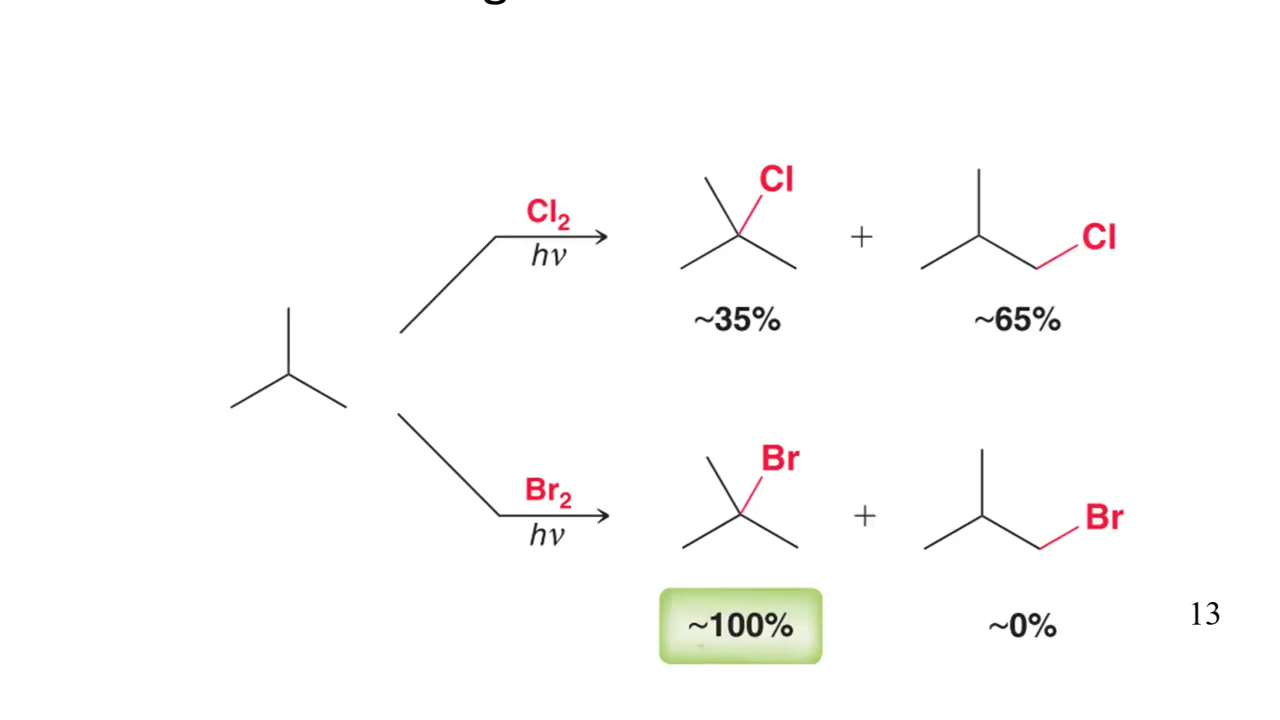 Cl₂
hν
Cl
+
Cl
~35%
~65%
Br₂
hν
Br
+
Br
~100%
~0%
13